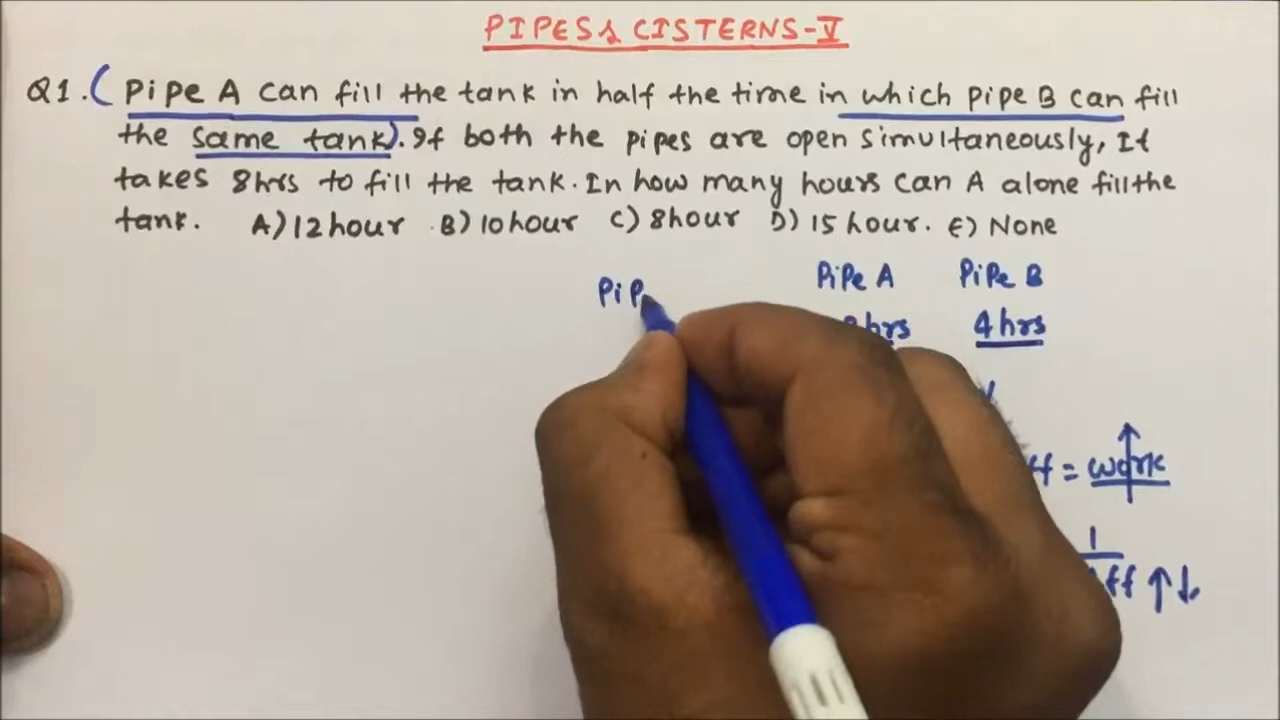 PIPES & CISTERNS-V
Q1. (Pipe A can fill the tank in half the time in which pipe B can fill
the same tank). If both the pipes are open simultaneously, It
takes 8hrs to fill the tank. In how many hours can A alone fill the
tank. A) 12 hour B) 10 hour C) 8 hour D) 15 hour. E) None
Pipe A Pipe B
Pip
hrs 4 hrs
ff = work
1
ff ↑↓